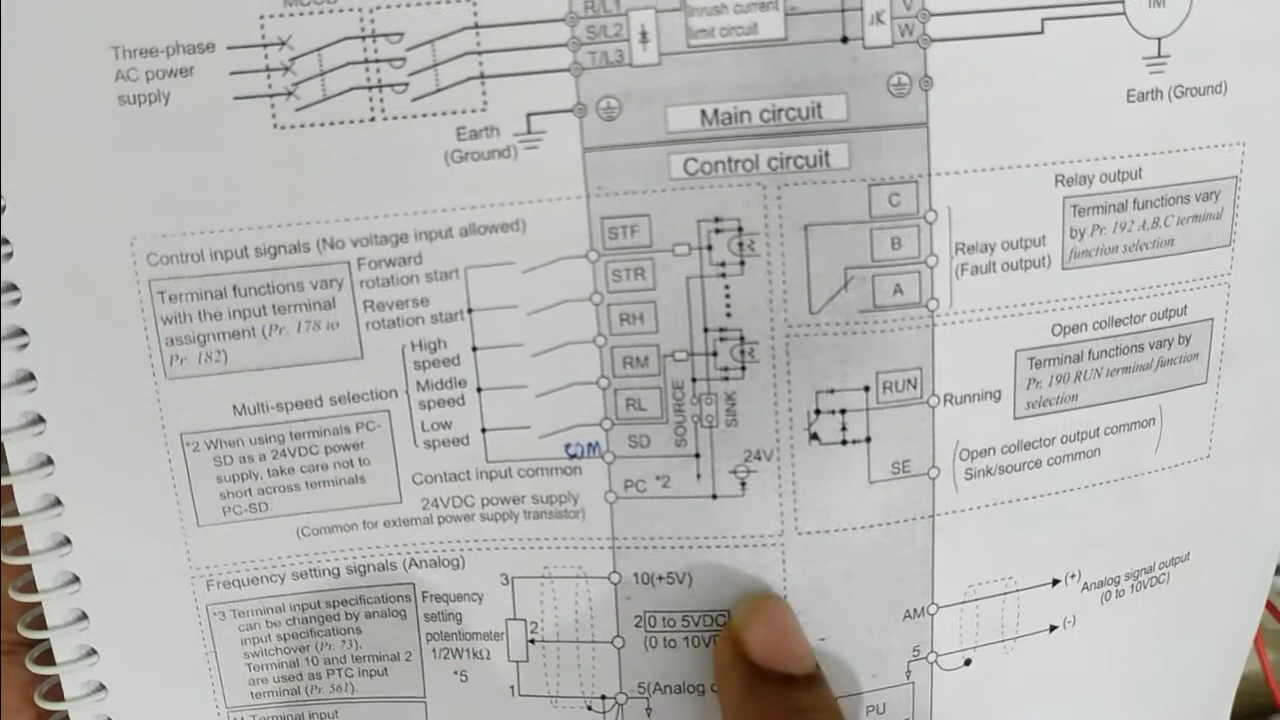 R/L1
S/L2
T/L3
Inrush current
limit circuit
V
W
IM
Three-phase
AC power
supply
Earth
(Ground)
Earth (Ground)
Main circuit
Control circuit
Control input signals (No voltage input allowed)
Terminal functions vary
with the input terminal
assignment (Pr. 178 to
Pr. 182)
Forward
rotation start
Reverse
rotation start
High
speed
Middle
speed
Low
speed
Multi-speed selection
*2 When using terminals PC-
SD as a 24VDC power
supply, take care not to
short across terminals
PC-SD.
Contact input common
24VDC power supply
(Common for external power supply transistor)
STF
STR
RH
RM
RL
SD
COM
PC *2
SOURCE
SINK
24V
C
B
A
Relay output
Relay output
(Fault output)
Terminal functions vary
by Pr. 192 A,B,C terminal
function selection
Open collector output
Terminal functions vary by
Pr. 190 RUN terminal function
selection
RUN
Running
SE
Open collector output common
Sink/source common
Frequency setting signals (Analog)
*3 Terminal input specifications
can be changed by analog
input specifications
switchover (Pr. 73).
Terminal 10 and terminal 2
are used as PTC input
terminal (Pr. 561).
Terminal input
Frequency
setting
potentiometer
1/2W1kΩ
*5
3
2
1
10(+5V)
2 0 to 5VDC
(0 to 10V
5(Analog
AM
5
(+)
(-)
Analog signal output
(0 to 10VDC)
PU